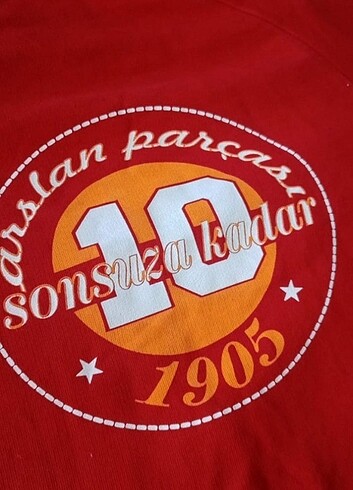 arslan parçası
10
sonsuza kadar
1905